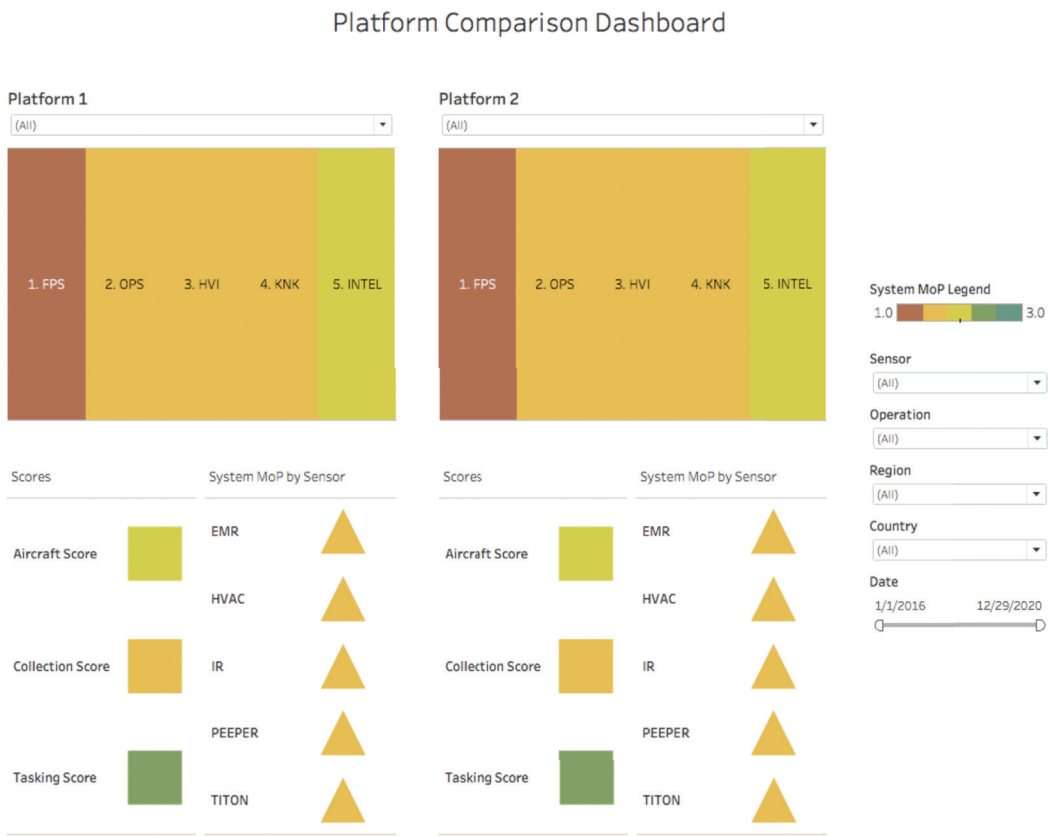 Platform Comparison Dashboard
Platform 1
(All)
1. FPS 2. OPS 3. HVI 4. KNK 5. INTEL
Scores System MoP by Sensor
EMR
Aircraft Score
HVAC
Collection Score IR
PEEPER
Tasking Score
TITON
Platform 2
(All)
1. FPS 2. OPS 3. HVI 4. KNK 5. INTEL
Scores System MoP by Sensor
EMR
Aircraft Score
HVAC
Collection Score IR
PEEPER
Tasking Score
TITON
System MoP Legend
1.0 3.0
Sensor
(All)
Operation
(All)
Region
(All)
Country
(All)
Date
1/1/2016 12/29/2020